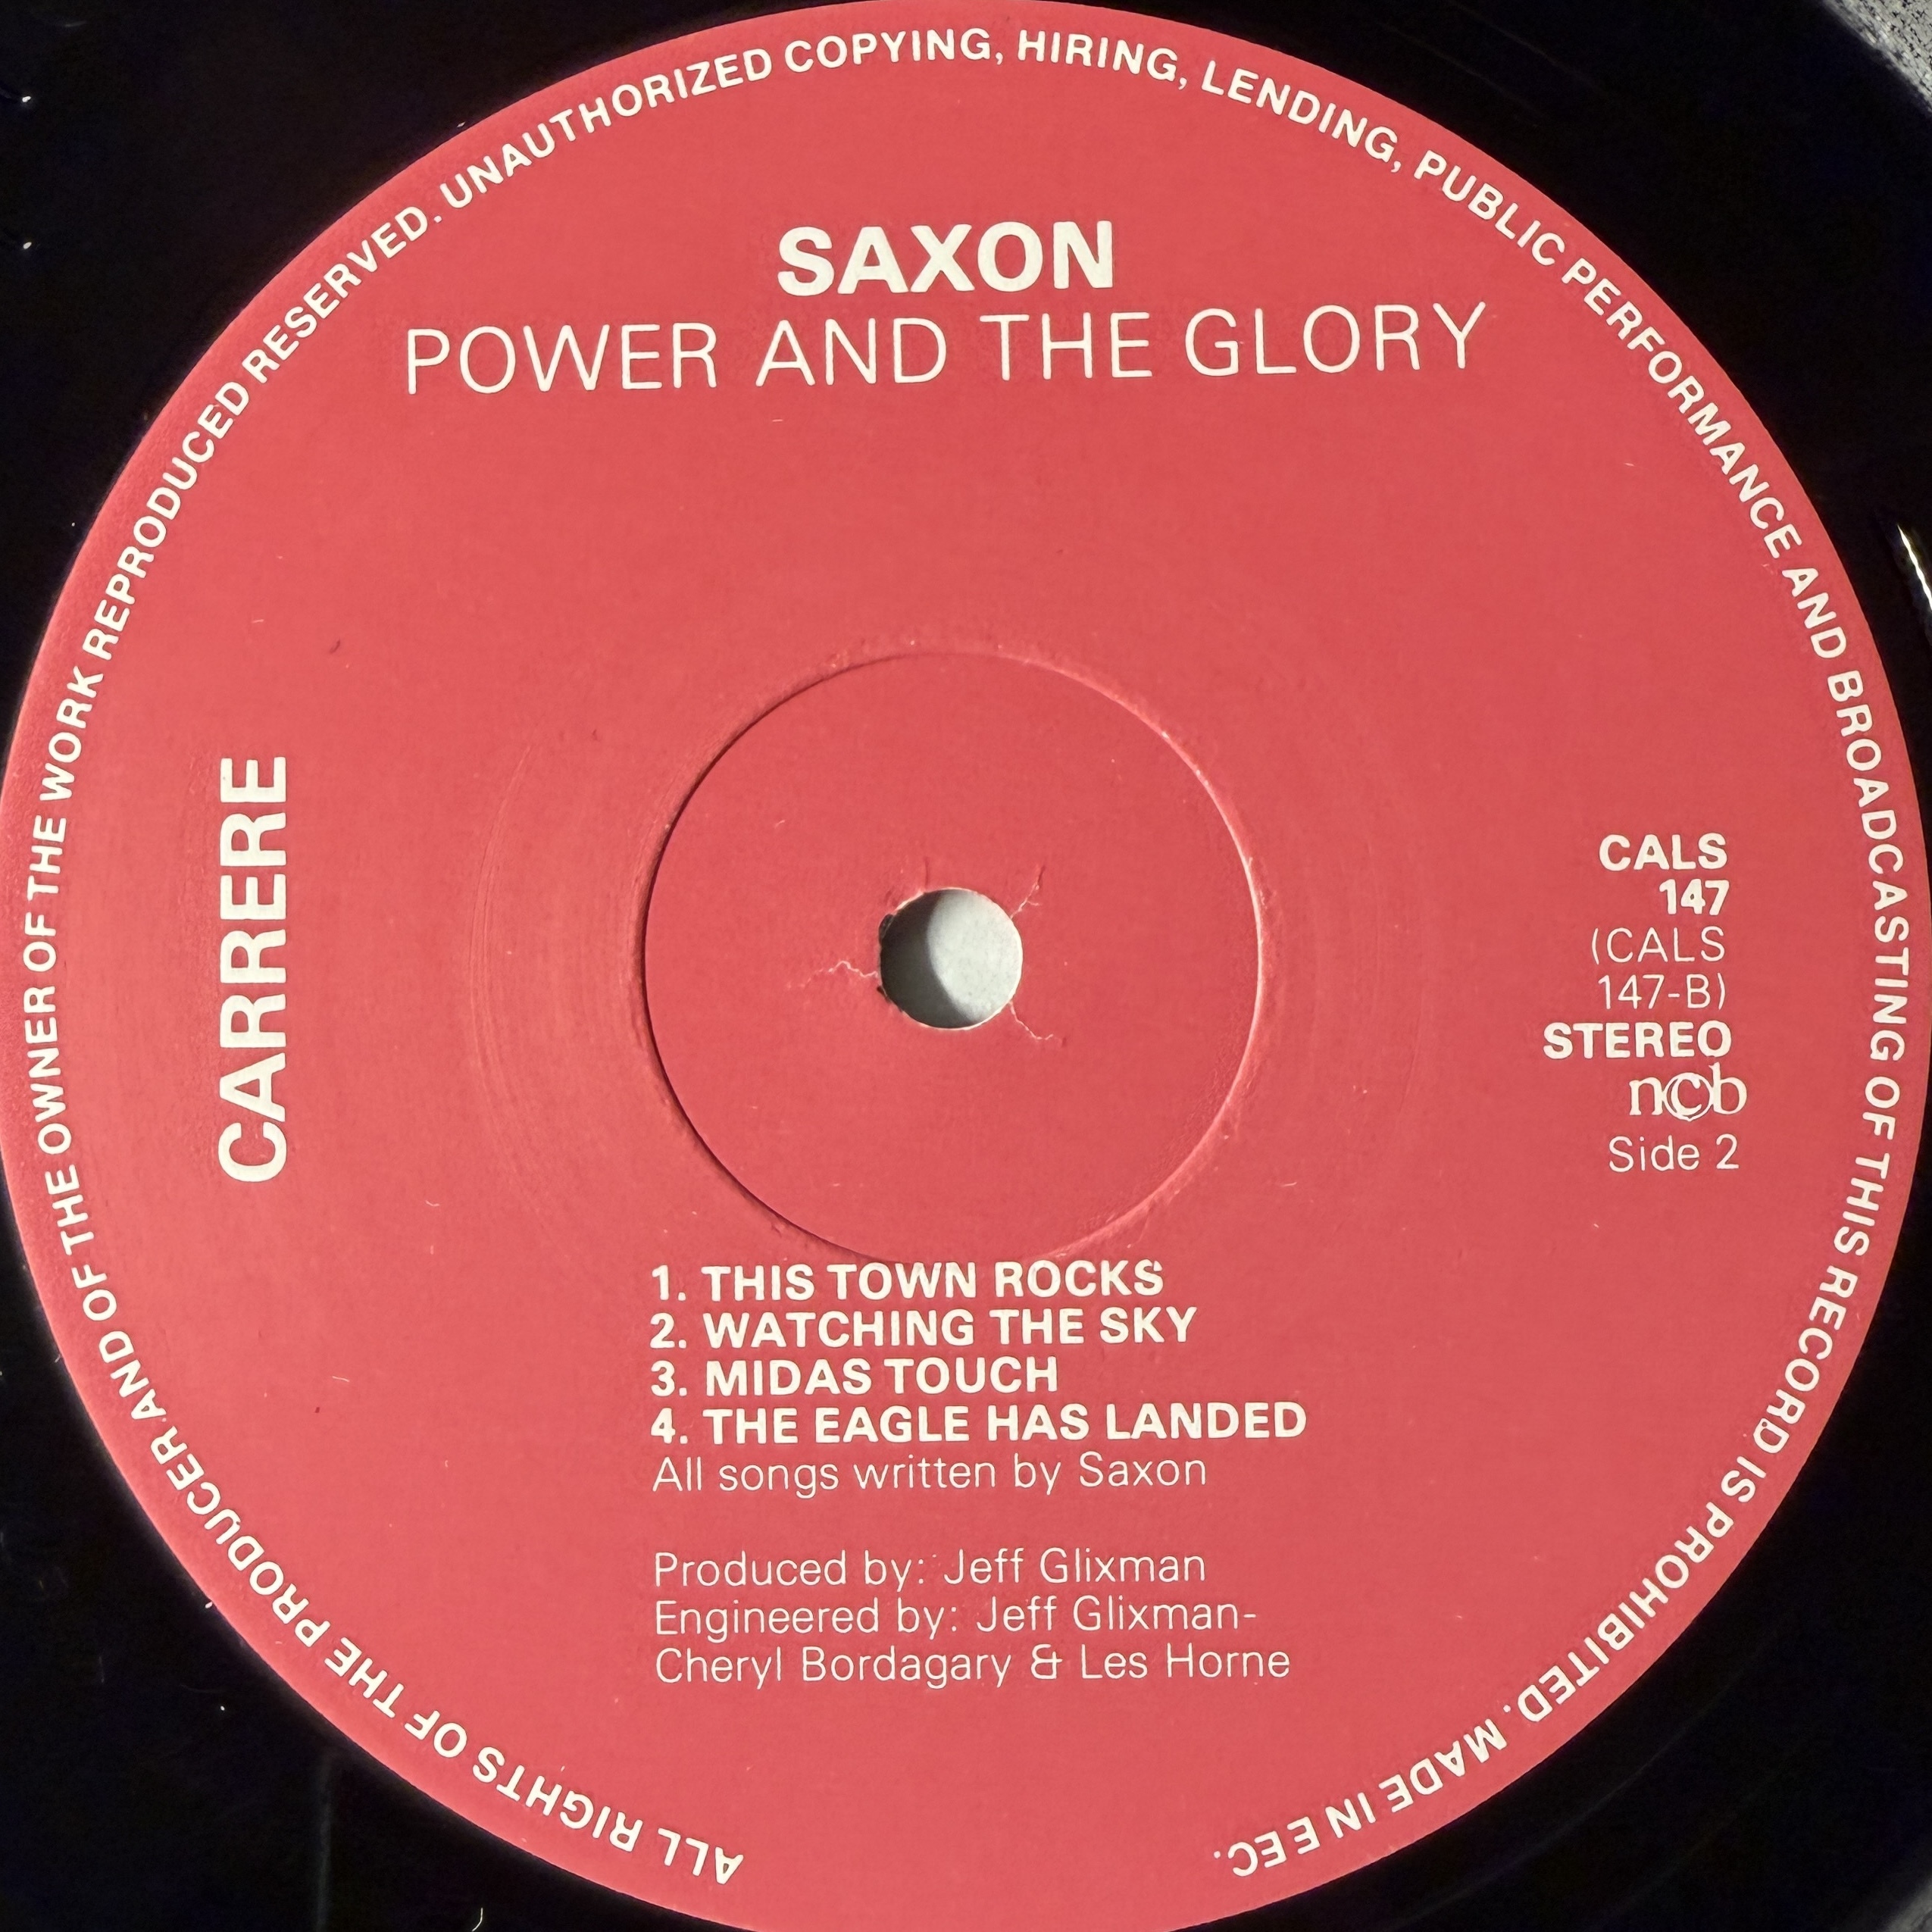 ALL RIGHTS OF THE PRODUCER AND OF THE OWNER OF THE WORK REPRODUCED RESERVED. UNAUTHORIZED COPYING, HIRING, LENDING, PUBLIC PERFORMANCE AND BROADCASTING OF THIS RECORD IS PROHIBITED. MADE IN EEC.
SAXON
POWER AND THE GLORY
CARRERE
CALS
147
(CALS
147-B)
STEREO
ncb
Side 2
1. THIS TOWN ROCKS
2. WATCHING THE SKY
3. MIDAS TOUCH
4. THE EAGLE HAS LANDED
All songs written by Saxon
Produced by: Jeff Glixman
Engineered by: Jeff Glixman-
Cheryl Bordagary & Les Horne